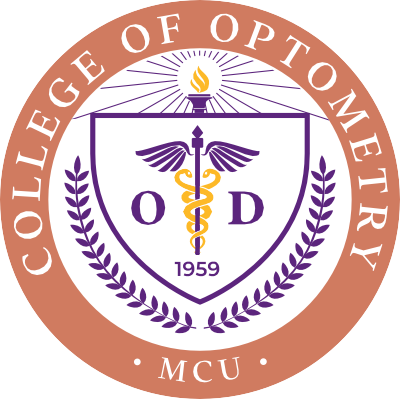 COLLEGE OF OPTOMETRY
O D
1959
• MCU •